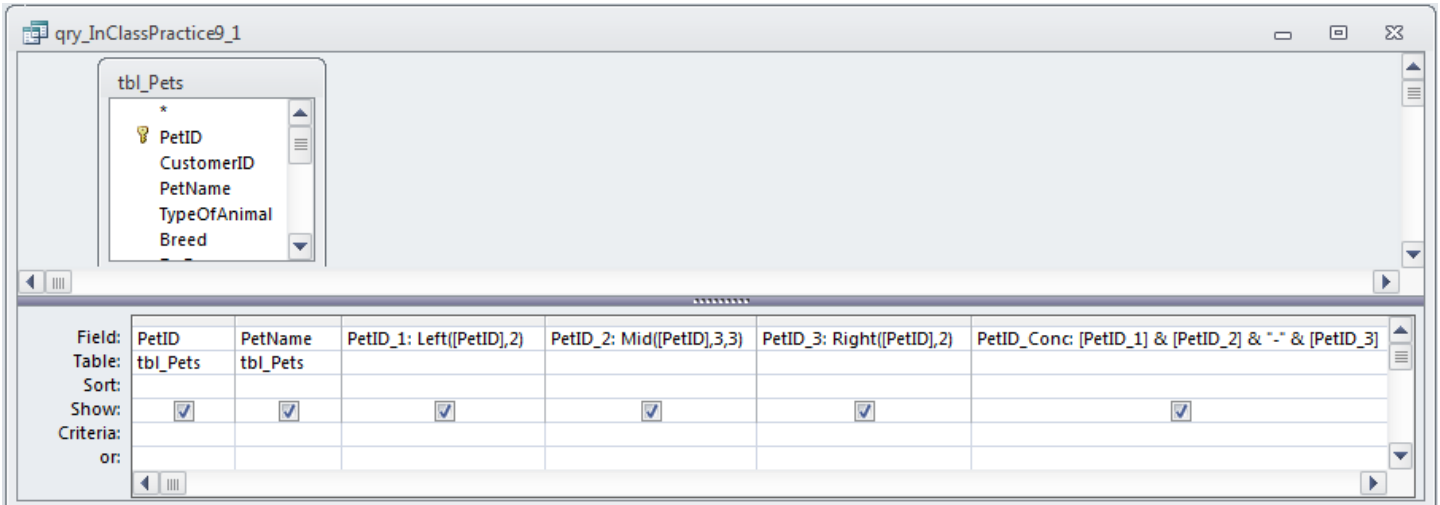 qry_InClassPractice9_1
tbl_Pets
*
PetID
CustomerID
PetName
TypeOfAnimal
Breed
Field: PetID PetName PetID_1: Left([PetID],2) PetID_2: Mid([PetID],3,3) PetID_3: Right([PetID],2) PetID_Conc: [PetID_1] & [PetID_2] & "-" & [PetID_3]
Table: tbl_Pets tbl_Pets
Sort:
Show:
Criteria:
or: